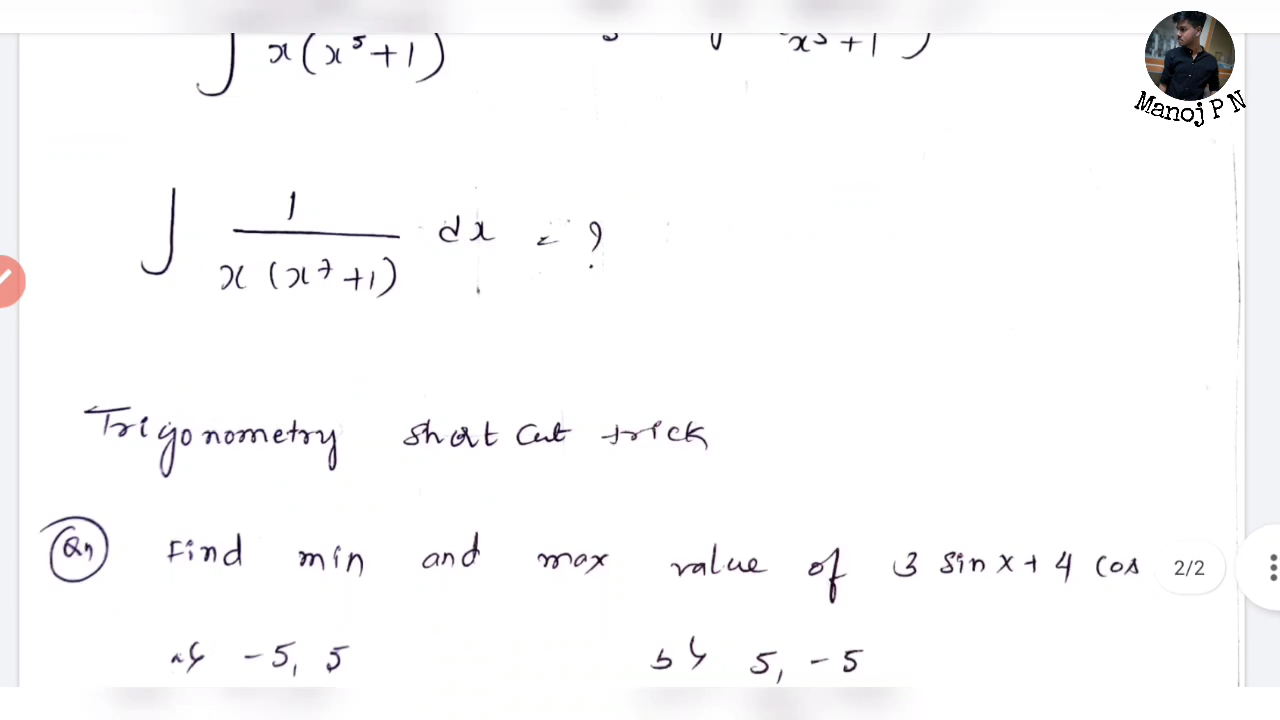 ∫ x(x⁵+1) x⁵+1 )
Manoj P N
∫ 1 / x (x⁷+1) dx = ?
Trigonometry short cut trick
Qn Find min and max value of 3 sin x + 4 cos
2/2
a) -5, 5 b) 5, -5